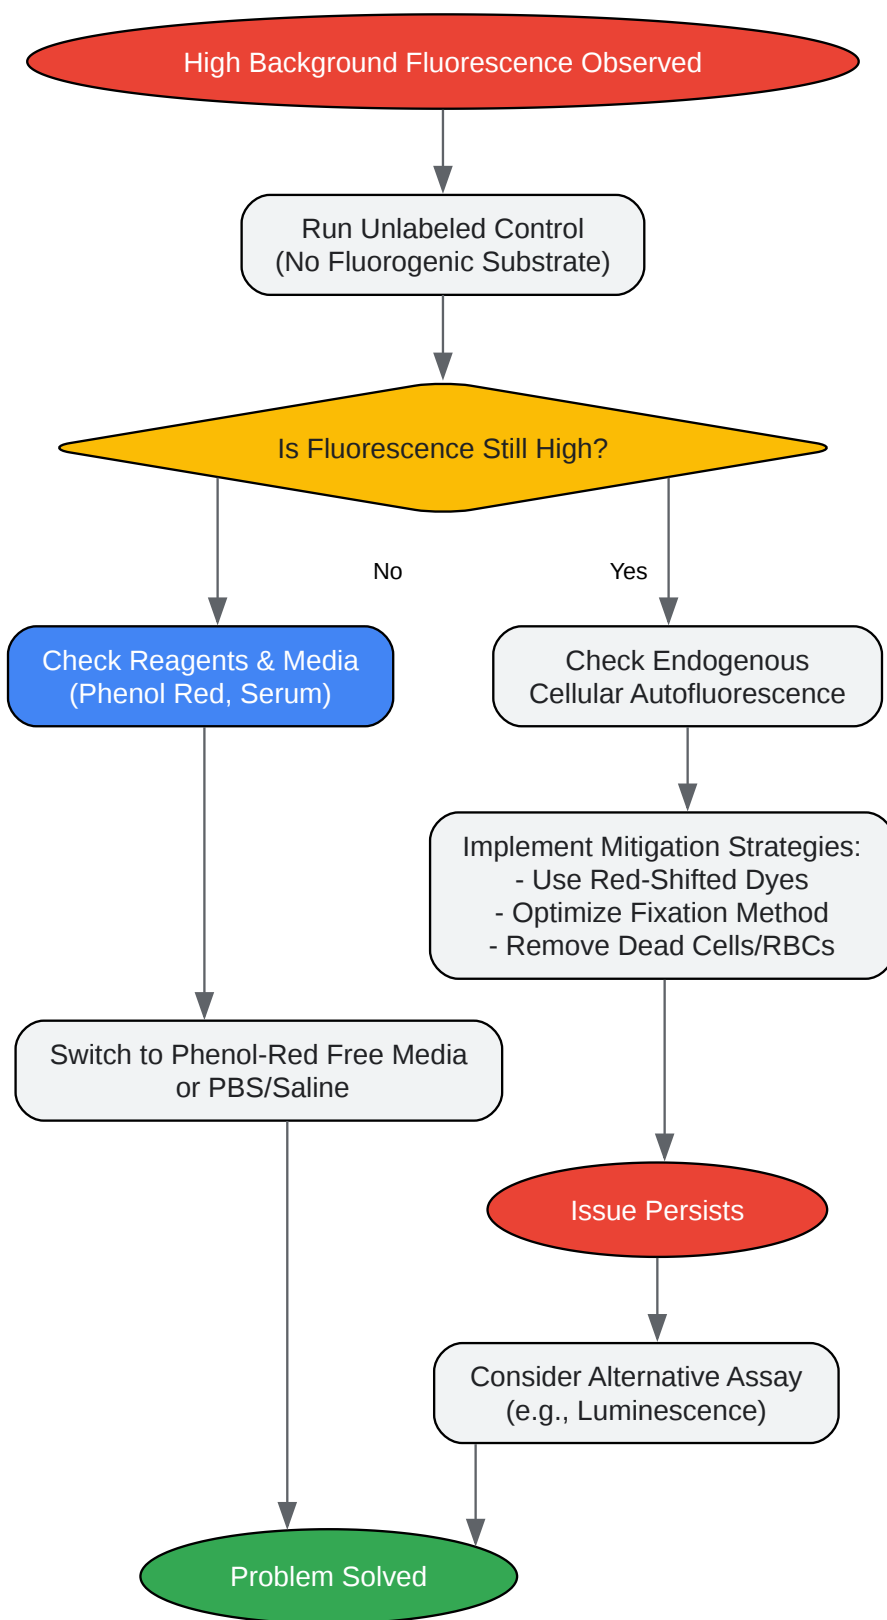 High Background Fluorescence Observed
Run Unlabeled Control
(No Fluorogenic Substrate)
Is Fluorescence Still High?
No
Yes
Check Reagents & Media
(Phenol Red, Serum)
Check Endogenous
Cellular Autofluorescence
Implement Mitigation Strategies:
- Use Red-Shifted Dyes
- Optimize Fixation Method
- Remove Dead Cells/RBCs
Switch to Phenol-Red Free Media
or PBS/Saline
Issue Persists
Consider Alternative Assay
(e.g., Luminescence)
Problem Solved